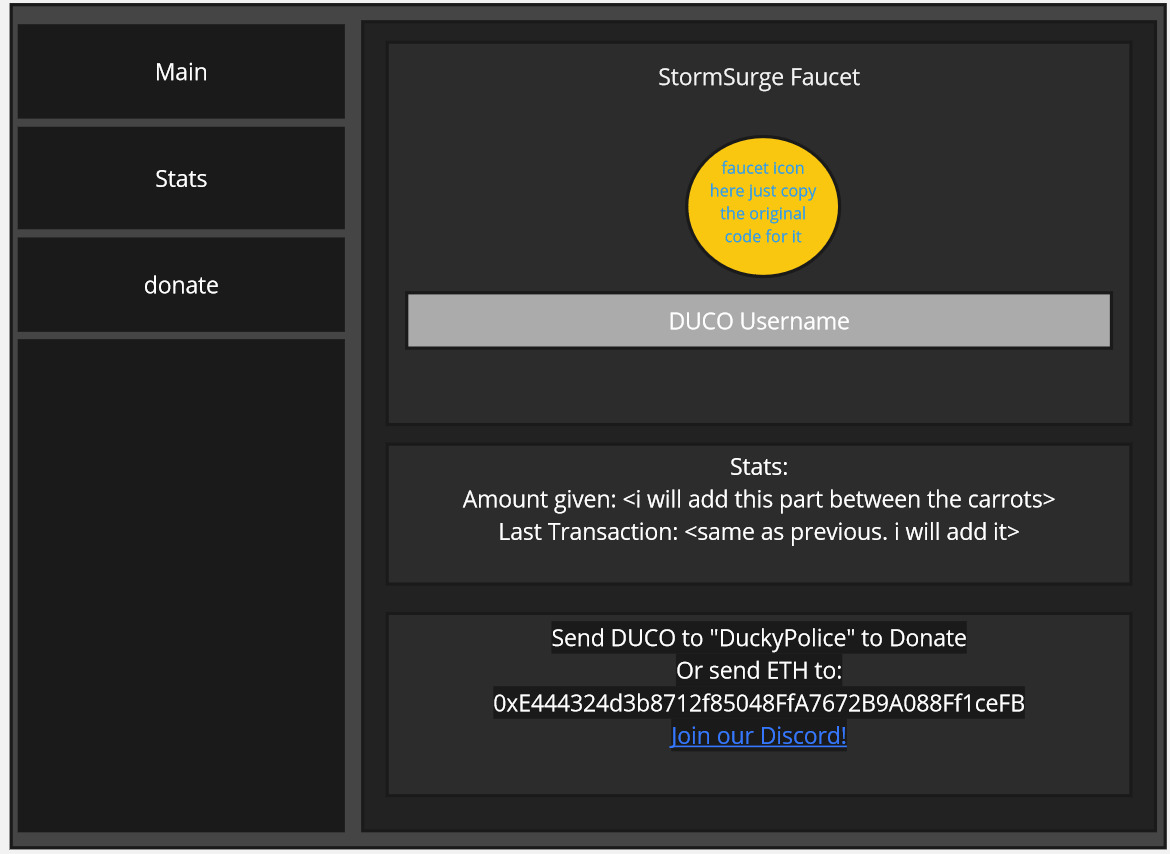 Main
Stats
donate
StormSurge Faucet
faucet icon
here just copy
the original
code for it
DUCO Username
Stats:
Amount given: <i will add this part between the carrots>
Last Transaction: <same as previous. i will add it>
Send DUCO to "DuckyPolice" to Donate
Or send ETH to:
0xE444324d3b8712f85048FfA7672B9A088Ff1ceFB
Join our Discord!